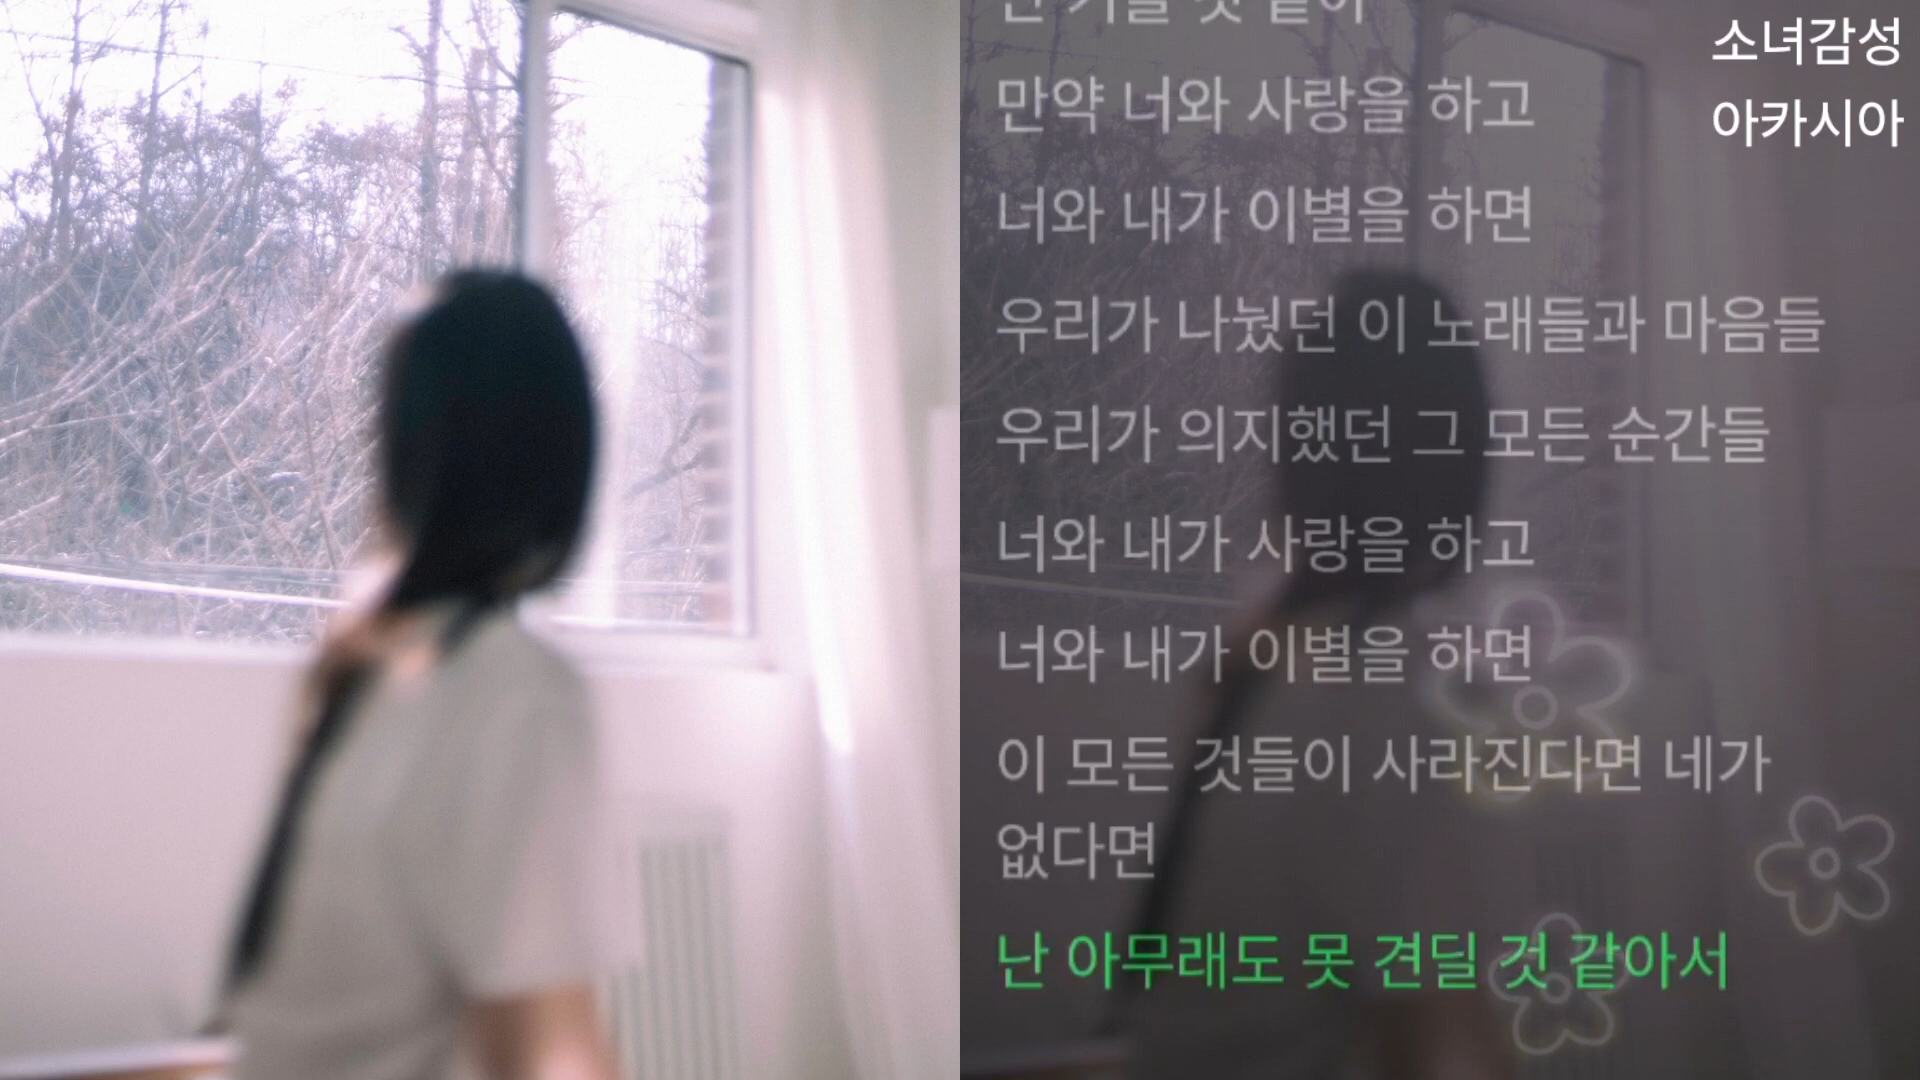 만약 너와 사랑을 하고
너와 내가 이별을 하면
우리가 나눴던 이 노래들과 마음들
우리가 의지했던 그 모든 순간들
너와 내가 사랑을 하고
너와 내가 이별을 하면
이 모든 것들이 사라진다면 네가
없다면
난 아무래도 못 견딜 것 같아서
소녀감성
아카시아